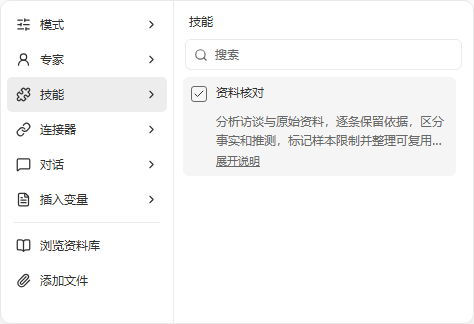 模式
专家
技能
连接器
对话
插入变量
浏览资料库
添加文件
技能
搜索
资料核对
分析访谈与原始资料，逐条保留依据，区分
事实和推测，标记样本限制并整理可复用...
展开说明